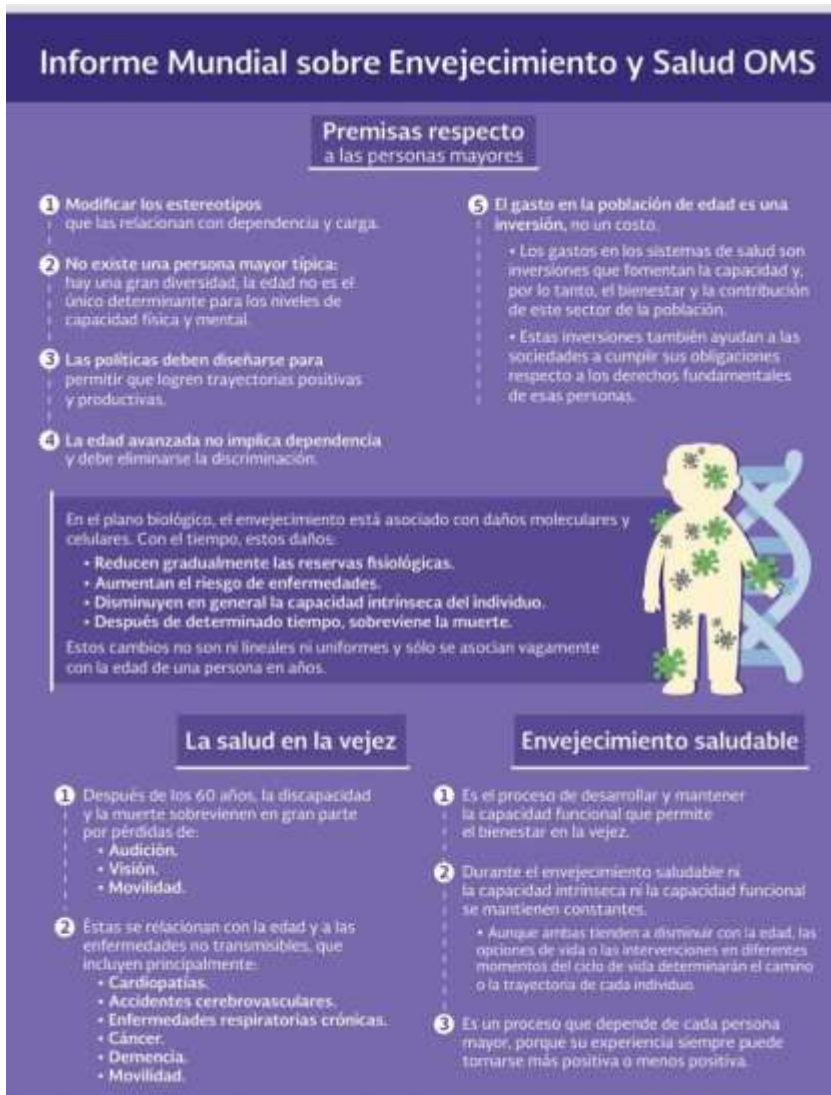 Informe Mundial sobre Envejecimiento y Salud OMS
Premisas respecto
a las personas mayores
1 Modificar los estereotipos
que las relacionan con dependencia y carga.
2 No existe una persona mayor típica:
hay una gran diversidad, la edad no es el
único determinante para los niveles de
capacidad física y mental.
3 Las políticas deben diseñarse para
permitir que logren trayectorias positivas
y productivas.
4 La edad avanzada no implica dependencia
y debe eliminarse la discriminación.
5 El gasto en la población de edad es una
inversión, no un costo.
• Los gastos en los sistemas de salud son
inversiones que fomentan la capacidad y,
por lo tanto, el bienestar y la contribución
de este sector de la población.
• Estas inversiones también ayudan a las
sociedades a cumplir sus obligaciones
respecto a los derechos fundamentales
de esas personas.
En el plano biológico, el envejecimiento está asociado con daños moleculares y
celulares. Con el tiempo, estos daños:
• Reducen gradualmente las reservas fisiológicas.
• Aumentan el riesgo de enfermedades.
• Disminuyen en general la capacidad intrínseca del individuo.
• Después de determinado tiempo, sobreviene la muerte.
Estos cambios no son ni lineales ni uniformes y sólo se asocian vagamente
con la edad de una persona en años.
La salud en la vejez
1 Después de los 60 años, la discapacidad
y la muerte sobrevienen en gran parte
por pérdidas de:
• Audición.
• Visión.
• Movilidad.
2 Éstas se relacionan con la edad y a las
enfermedades no transmisibles, que
incluyen principalmente:
• Cardiopatías.
• Accidentes cerebrovasculares.
• Enfermedades respiratorias crónicas.
• Cáncer.
• Demencia.
• Movilidad.
Envejecimiento saludable
1 Es el proceso de desarrollar y mantener
la capacidad funcional que permite
el bienestar en la vejez.
2 Durante el envejecimiento saludable ni
la capacidad intrínseca ni la capacidad funcional
se mantienen constantes.
• Aunque ambas tienden a disminuir con la edad, las
opciones de vida o las intervenciones en diferentes
momentos del ciclo de vida determinarán el camino
o la trayectoria de cada individuo.
3 Es un proceso que depende de cada persona
mayor, porque su experiencia siempre puede
tornarse más positiva o menos positiva.